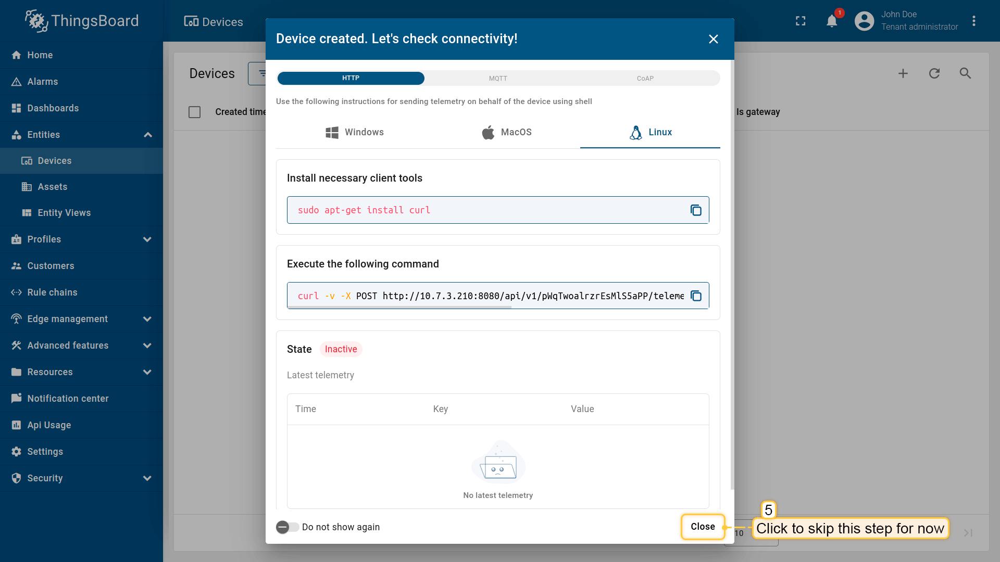 ThingsBoard
Devices
1
John Doe
Tenant administrator
Home
Alarms
Dashboards
Entities
Devices
Assets
Entity Views
Profiles
Customers
Rule chains
Edge management
Advanced features
Resources
Notification center
Api Usage
Settings
Security
Devices
Created time
Is gateway
Device created. Let's check connectivity!
HTTP
MQTT
CoAP
Use the following instructions for sending telemetry on behalf of the device using shell
Windows
MacOS
Linux
Install necessary client tools
sudo apt-get install curl
Execute the following command
curl -v -X POST http://10.7.3.210:8080/api/v1/pWqTwoalrzrEsMlS5aPP/teleme
State
Inactive
Latest telemetry
Time
Key
Value
No latest telemetry
Do not show again
Close
10
5
Click to skip this step for now